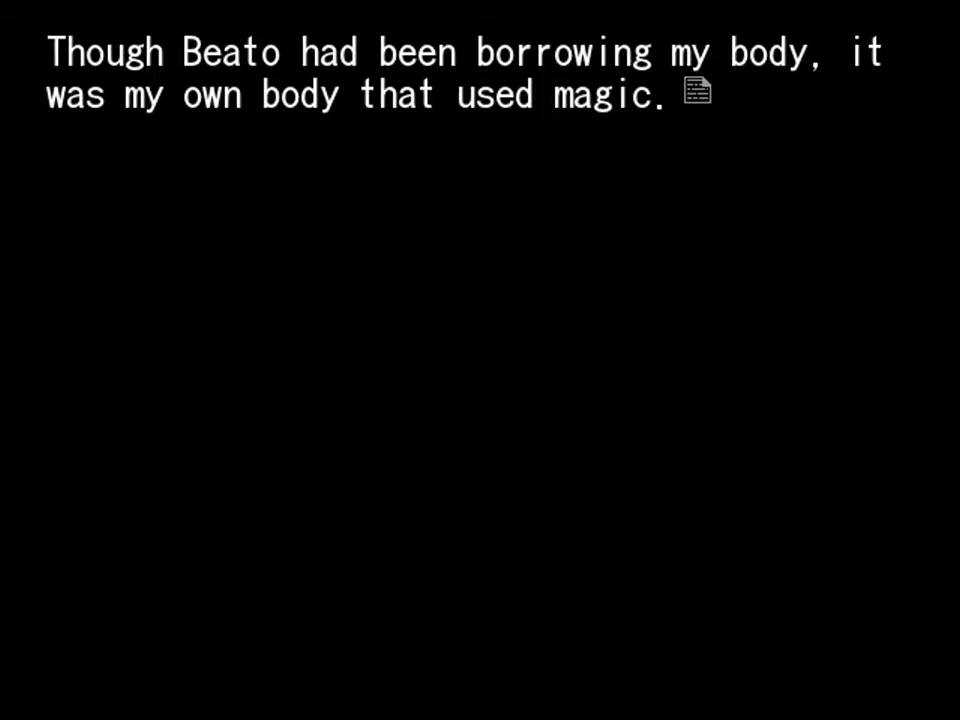 Though Beato had been borrowing my body, it
was my own body that used magic.